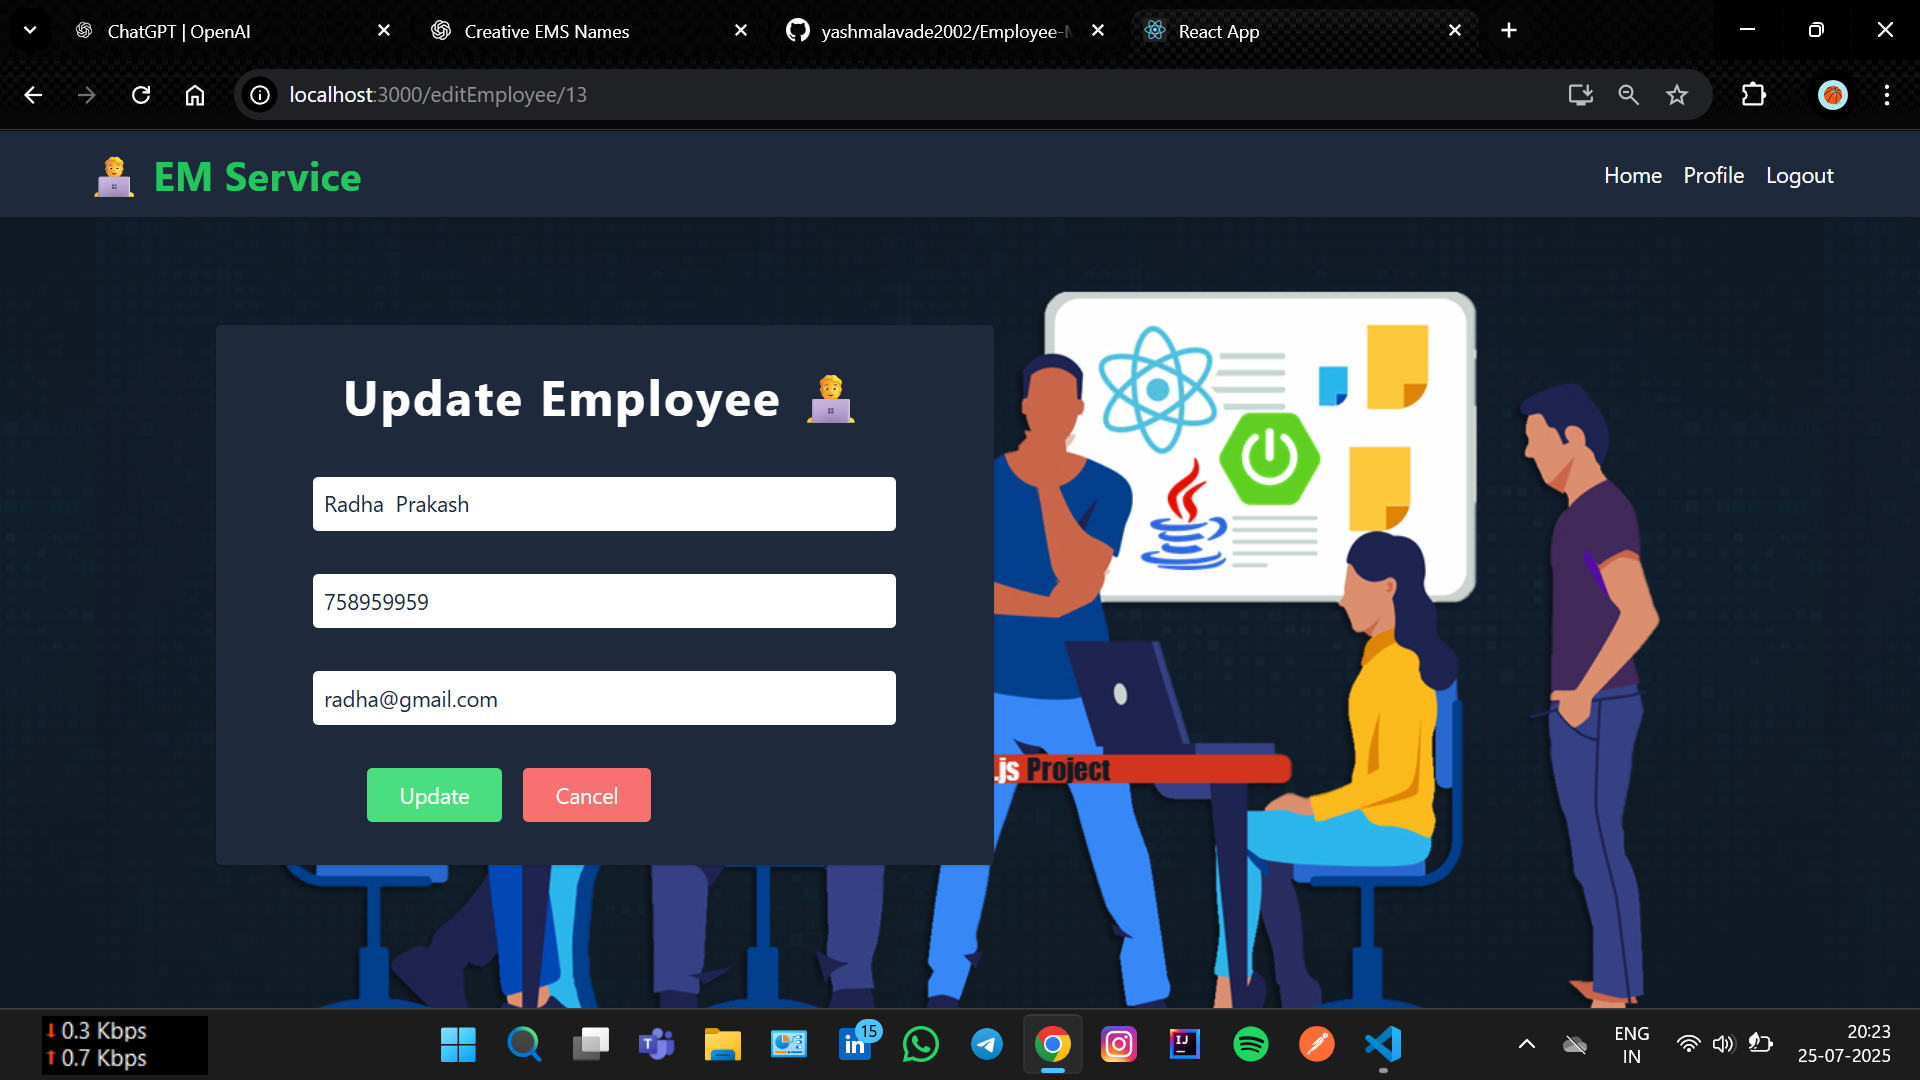 ChatGPT | OpenAI
Creative EMS Names
yashmalavade2002/Employee-M
React App
localhost:3000/editEmployee/13
EM Service
Home Profile Logout
Update Employee
Radha  Prakash
758959959
radha@gmail.com
.js Project
Update Cancel
0.3 Kbps
0.7 Kbps
15
in
T
IJ
ENG
IN
20:23
25-07-2025